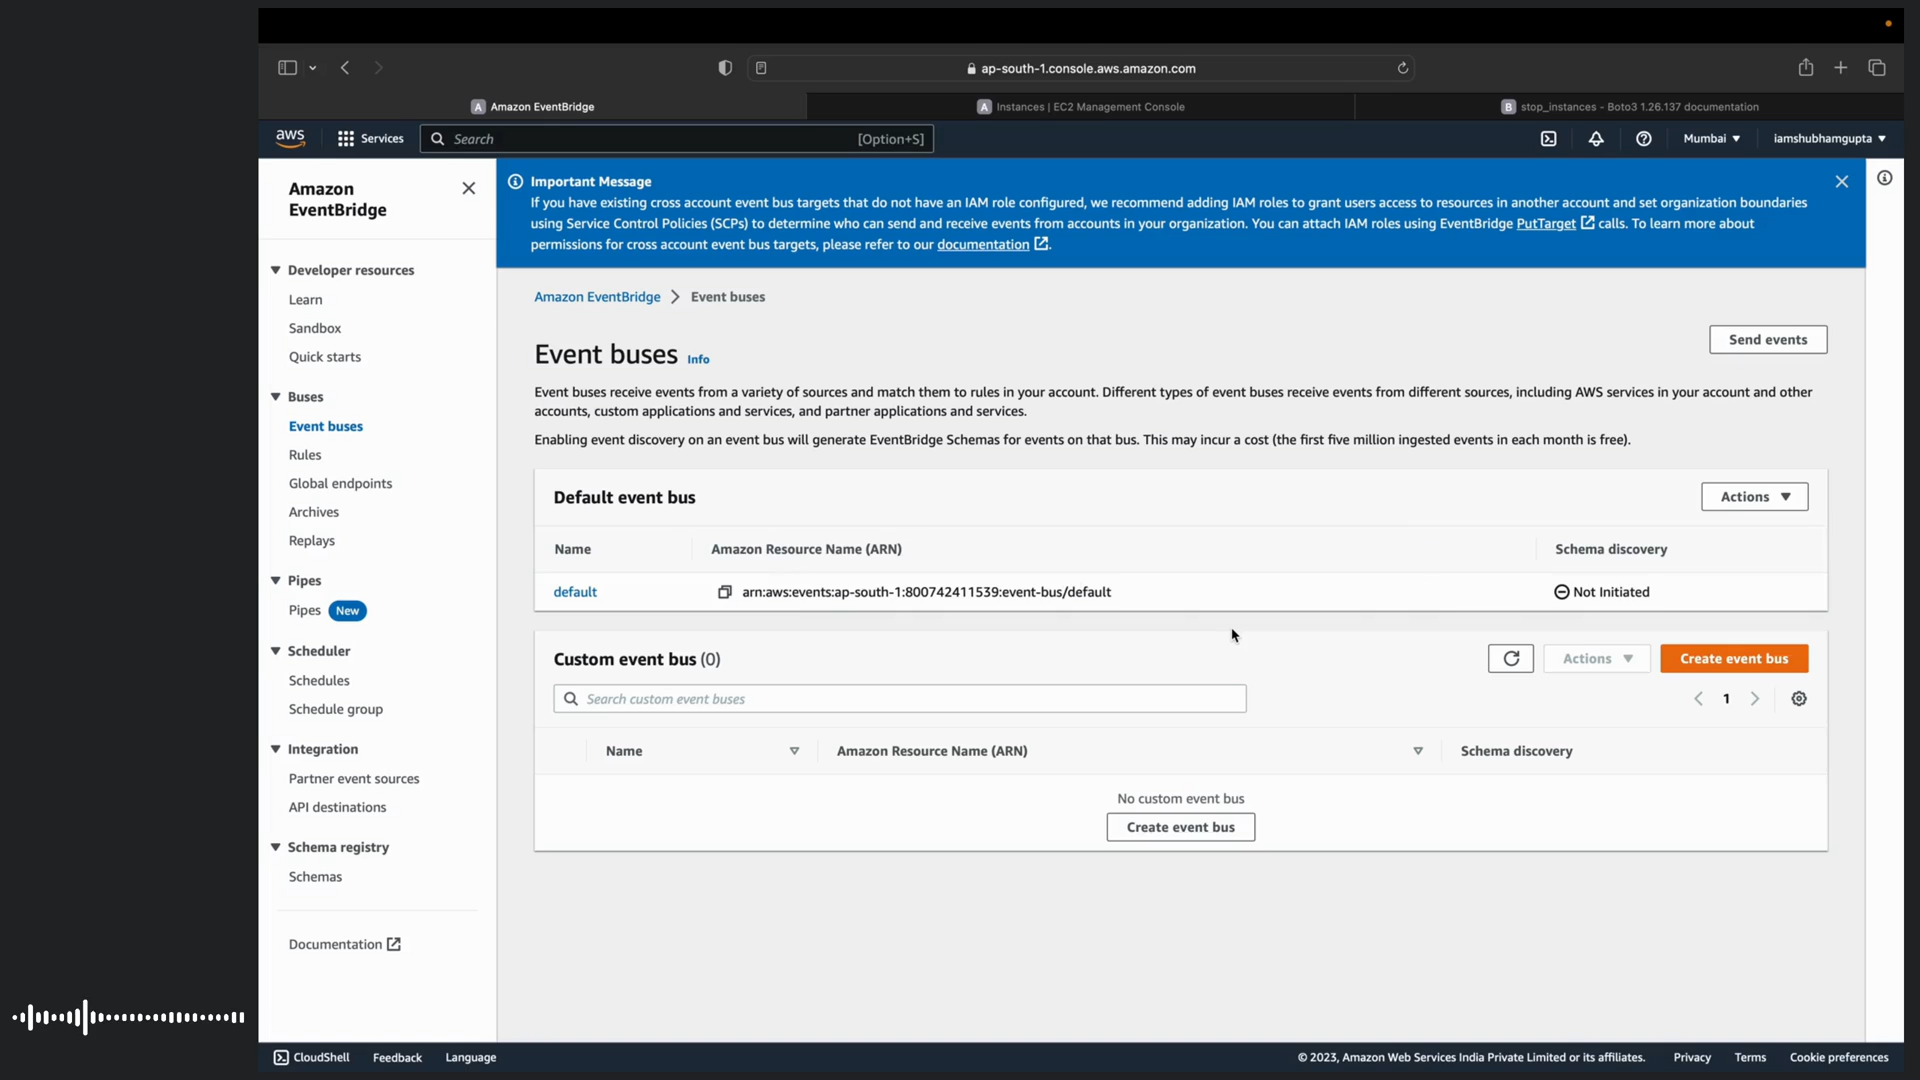 ap-south-1.console.aws.amazon.com
Amazon EventBridge
Instances | EC2 Management Console
stop_instances - Boto3 1.26.137 documentation
aws
Services
Search
[Option+S]
Mumbai
iamshubhamgupta
Amazon
EventBridge
Developer resources
Learn
Sandbox
Quick starts
Buses
Event buses
Rules
Global endpoints
Archives
Replays
Pipes
Pipes New
Scheduler
Schedules
Schedule group
Integration
Partner event sources
API destinations
Schema registry
Schemas
Documentation
Important Message
If you have existing cross account event bus targets that do not have an IAM role configured, we recommend adding IAM roles to grant users access to resources in another account and set organization boundaries
using Service Control Policies (SCPs) to determine who can send and receive events from accounts in your organization. You can attach IAM roles using EventBridge PutTarget calls. To learn more about
permissions for cross account event bus targets, please refer to our documentation.
Amazon EventBridge > Event buses
Event buses Info
Send events
Event buses receive events from a variety of sources and match them to rules in your account. Different types of event buses receive events from different sources, including AWS services in your account and other
accounts, custom applications and services, and partner applications and services.
Enabling event discovery on an event bus will generate EventBridge Schemas for events on that bus. This may incur a cost (the first five million ingested events in each month is free).
Default event bus
Actions
Name
Amazon Resource Name (ARN)
Schema discovery
default
arn:aws:events:ap-south-1:800742411539:event-bus/default
Not Initiated
Custom event bus (0)
Actions
Create event bus
Search custom event buses
1
Name
Amazon Resource Name (ARN)
Schema discovery
No custom event bus
Create event bus
CloudShell
Feedback
Language
© 2023, Amazon Web Services India Private Limited or its affiliates.
Privacy
Terms
Cookie preferences